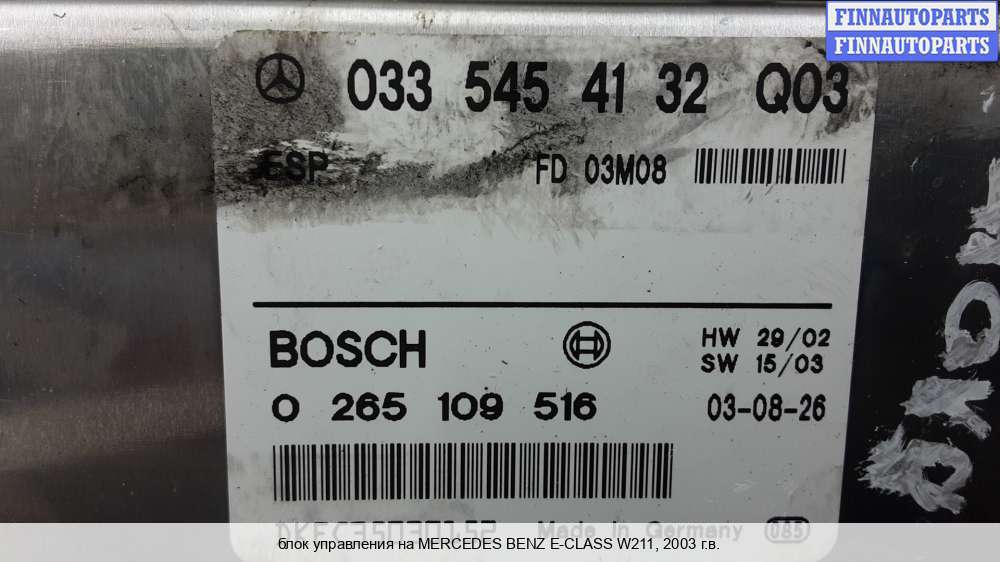 FINNAUTOPARTS
FINNAUTOPARTS
033 545 41 32 Q03
ESP FD 03M08
BOSCH HW 29/02
SW 15/03
0 265 109 516 03-08-26
Made in Germany 085
блок управления на MERCEDES BENZ E-CLASS W211, 2003 г.в.